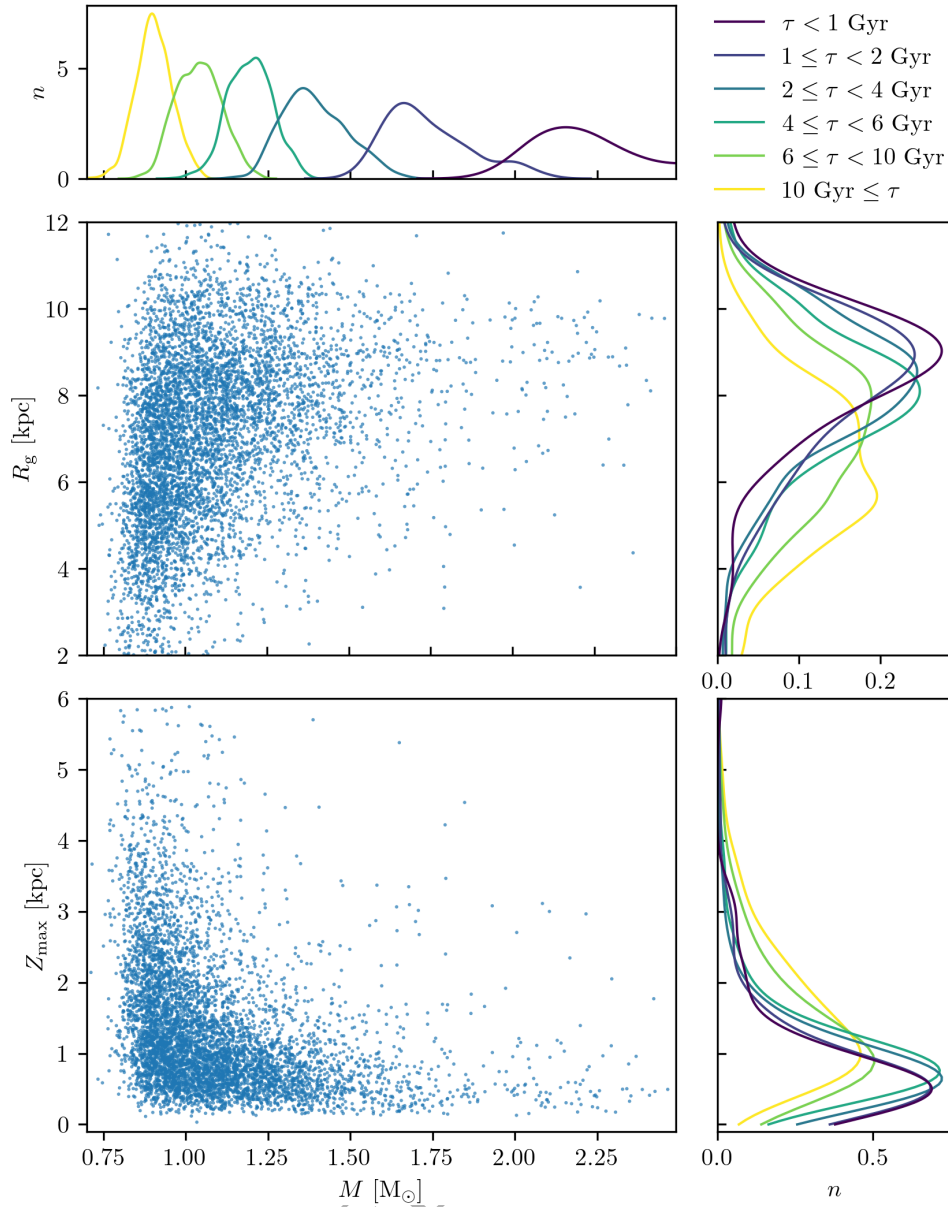 n
5
0
τ < 1 Gyr
1 ≤ τ < 2 Gyr
2 ≤ τ < 4 Gyr
4 ≤ τ < 6 Gyr
6 ≤ τ < 10 Gyr
10 Gyr ≤ τ
R_g [kpc]
12
10
8
6
4
2
0.0 0.1 0.2
Z_max [kpc]
6
5
4
3
2
1
0
0.75 1.00 1.25 1.50 1.75 2.00 2.25
M [M_⊙]
0.0 0.5
n